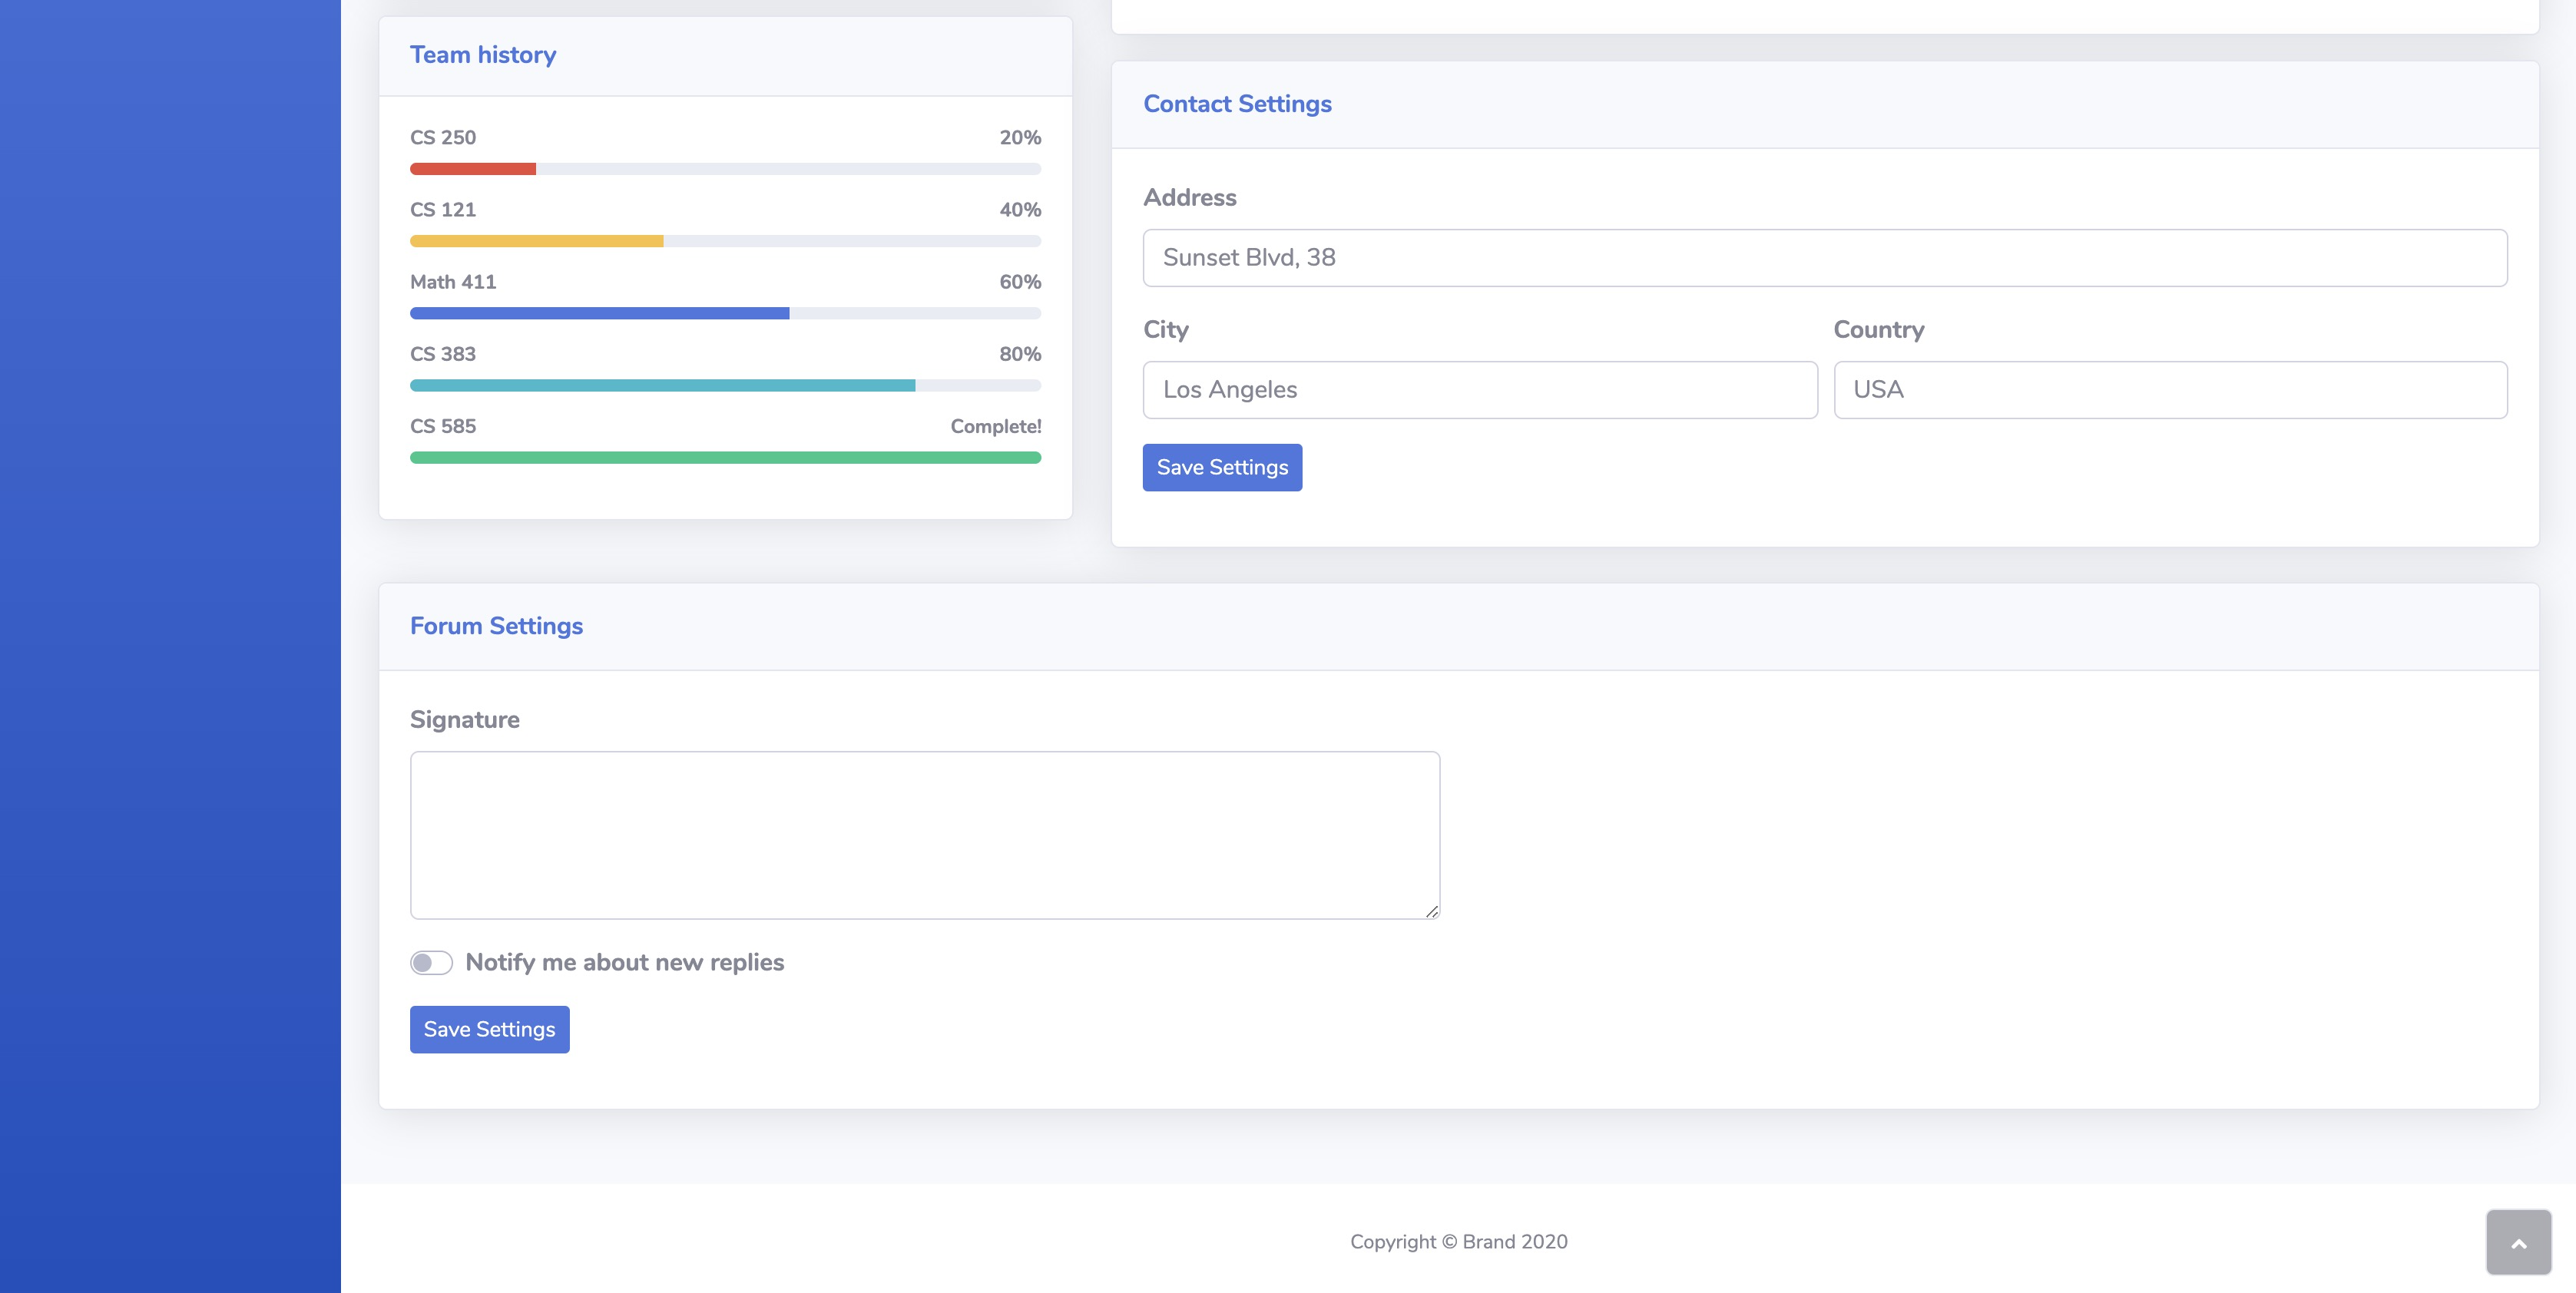 Team history
CS 250 20%
CS 121 40%
Math 411 60%
CS 383 80%
CS 585 Complete!
Contact Settings
Address
Sunset Blvd, 38
City Country
Los Angeles USA
Save Settings
Forum Settings
Signature
Notify me about new replies
Save Settings
Copyright © Brand 2020